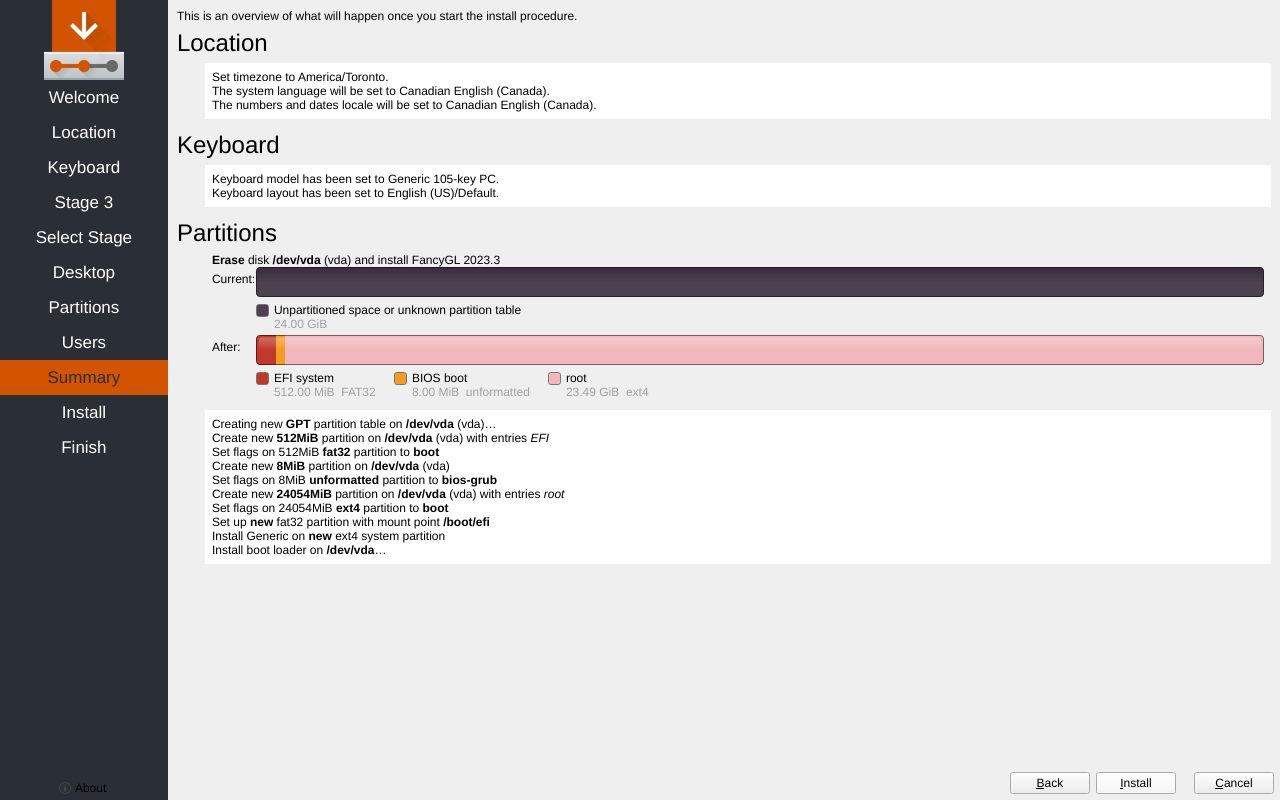 This is an overview of what will happen once you start the install procedure.
Welcome
Location
Keyboard
Stage 3
Select Stage
Desktop
Partitions
Users
Summary
Install
Finish
About
Location
Set timezone to America/Toronto.
The system language will be set to Canadian English (Canada).
The numbers and dates locale will be set to Canadian English (Canada).
Keyboard
Keyboard model has been set to Generic 105-key PC.
Keyboard layout has been set to English (US)/Default.
Partitions
Erase disk /dev/vda (vda) and install FancyGL 2023.3
Current:
Unpartitioned space or unknown partition table
24.00 GiB
After:
EFI system BIOS boot root
512.00 MiB FAT32 8.00 MiB unformatted 23.49 GiB ext4
Creating new GPT partition table on /dev/vda (vda)…
Create new 512MiB partition on /dev/vda (vda) with entries EFI
Set flags on 512MiB fat32 partition to boot
Create new 8MiB partition on /dev/vda (vda)
Set flags on 8MiB unformatted partition to bios-grub
Create new 24054MiB partition on /dev/vda (vda) with entries root
Set flags on 24054MiB ext4 partition to boot
Set up new fat32 partition with mount point /boot/efi
Install Generic on new ext4 system partition
Install boot loader on /dev/vda…
Back Install Cancel